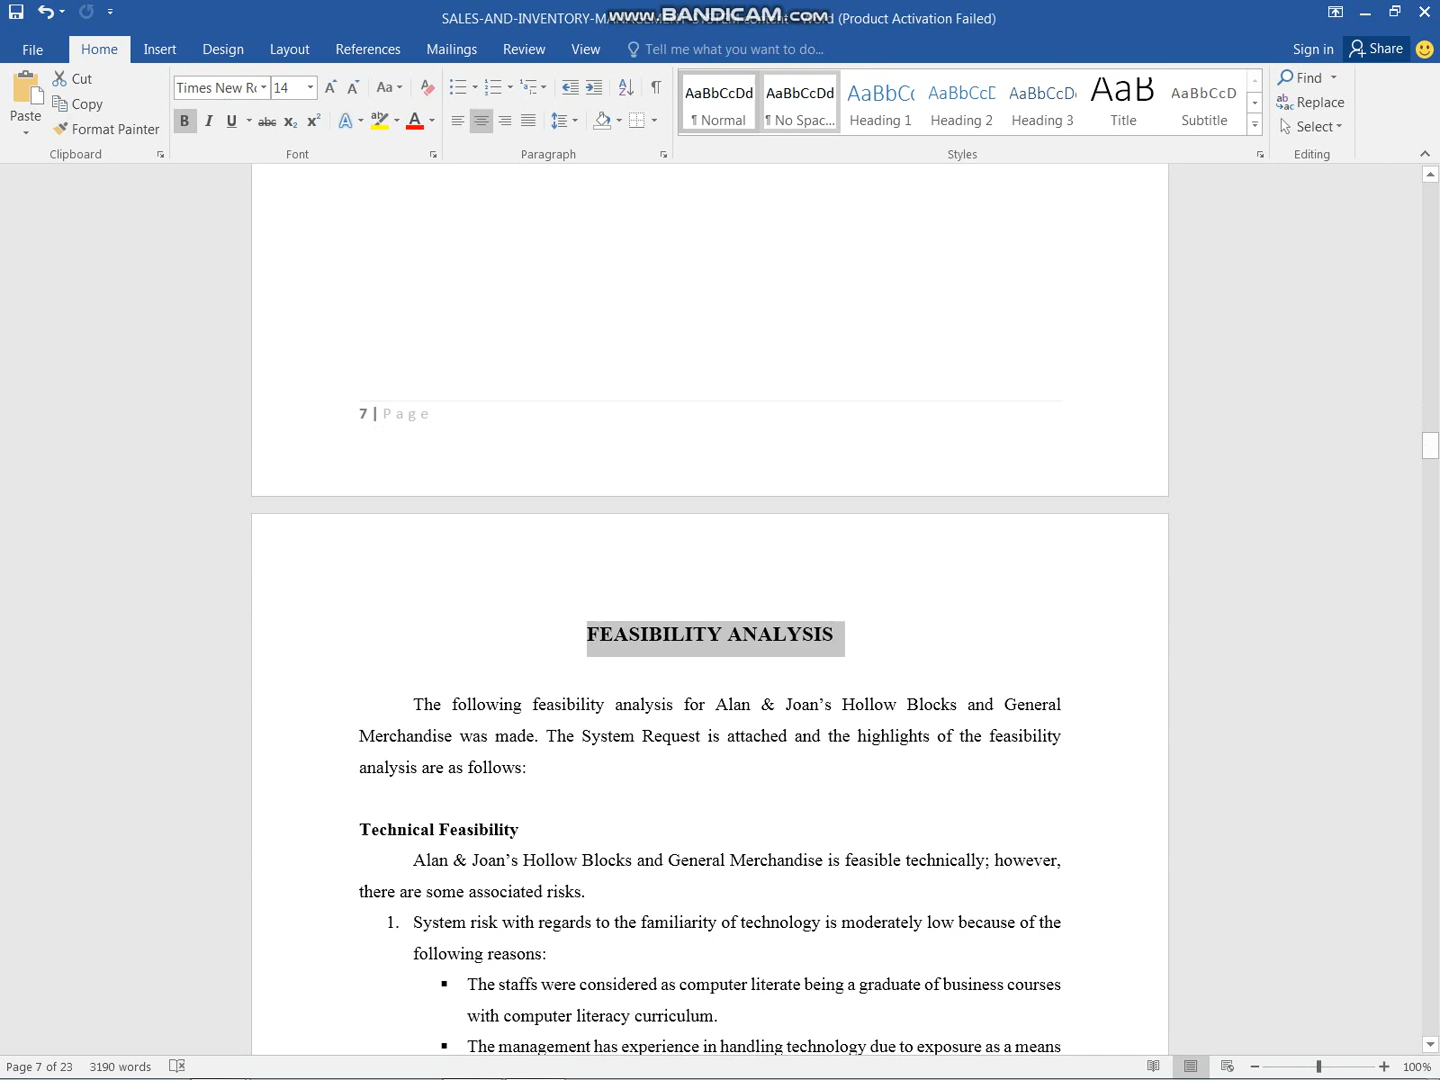 SALES-AND-INVENTORY-MA
www.BANDICAM.com
(Product Activation Failed)
File Home Insert Design Layout References Mailings Review View Tell me what you want to do...
Sign in Share
Paste
Cut
Copy
Format Painter
Clipboard
Times New Ro 14
Aa
B I U abc x₂ x² A A
Font
Paragraph
AaBbCcDd AaBbCcDd AaBbCc AaBbCcD AaBbCcD AaB AaBbCcD
¶ Normal ¶ No Spac... Heading 1 Heading 2 Heading 3 Title Subtitle
Styles
Find
Replace
Select
Editing
7 | Page
FEASIBILITY ANALYSIS
The following feasibility analysis for Alan & Joan’s Hollow Blocks and General
Merchandise was made. The System Request is attached and the highlights of the feasibility
analysis are as follows:
Technical Feasibility
Alan & Joan’s Hollow Blocks and General Merchandise is feasible technically; however,
there are some associated risks.
1. System risk with regards to the familiarity of technology is moderately low because of the
following reasons:
▪ The staffs were considered as computer literate being a graduate of business courses
with computer literacy curriculum.
▪ The management has experience in handling technology due to exposure as a means
Page 7 of 23 3190 words
100%